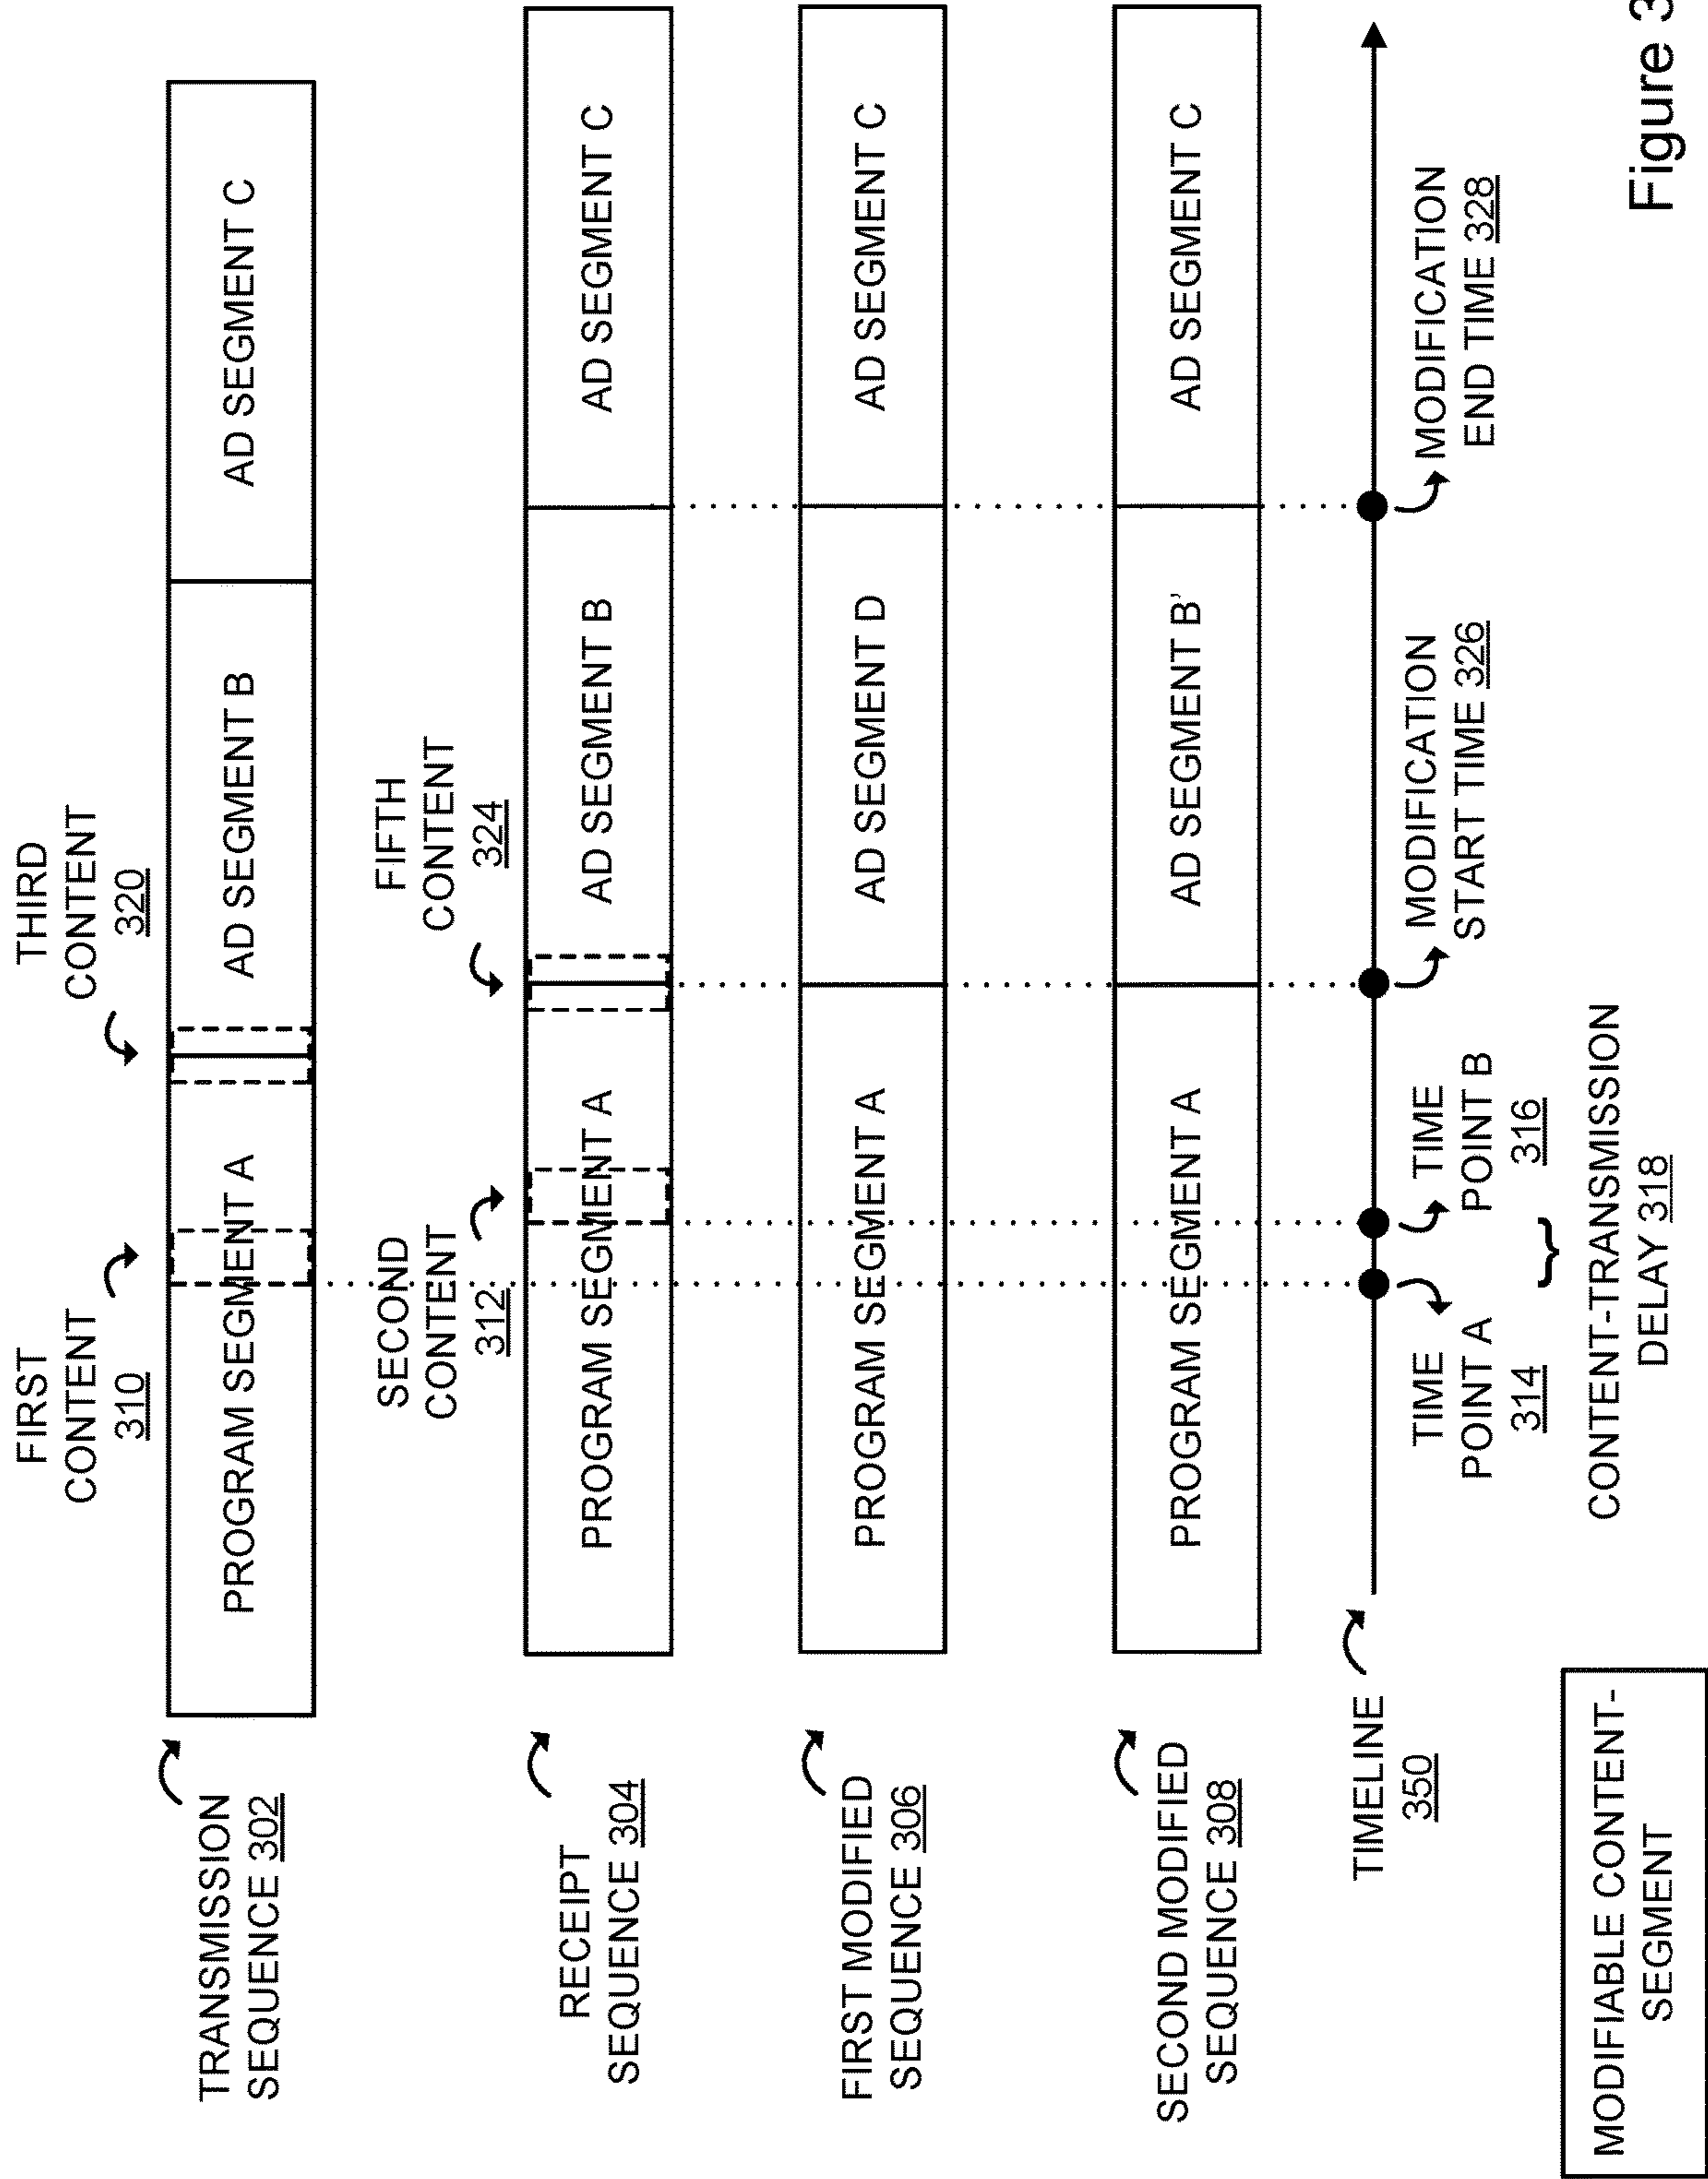 FIRST
CONTENT
310
THIRD
CONTENT
320
TRANSMISSION
SEQUENCE 302
PROGRAM SEGMENT A
AD SEGMENT B
AD SEGMENT C
SECOND
CONTENT
312
FIFTH
CONTENT
324
RECEIPT
SEQUENCE 304
PROGRAM SEGMENT A
AD SEGMENT B
AD SEGMENT C
FIRST MODIFIED
SEQUENCE 306
PROGRAM SEGMENT A
AD SEGMENT D
AD SEGMENT C
SECOND MODIFIED
SEQUENCE 308
PROGRAM SEGMENT A
AD SEGMENT B'
AD SEGMENT C
TIMELINE
350
TIME
POINT A
314
TIME
POINT B
316
MODIFICATION
START TIME 326
MODIFICATION
END TIME 328
CONTENT-TRANSMISSION
DELAY 318
MODIFIABLE CONTENT-
SEGMENT
Figure 3